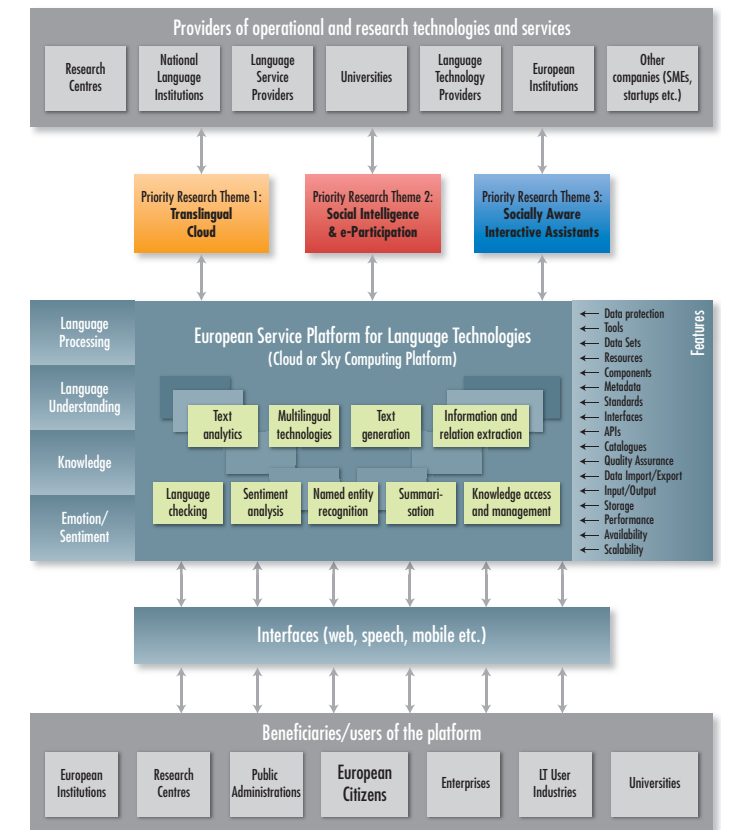 Providers of operational and research technologies and services
Research
Centres
National
Language
Institutions
Language
Service
Providers
Universities
Language
Technology
Providers
European
Institutions
Other
companies (SMEs,
startups etc.)
Priority Research Theme 1:
Translingual
Cloud
Priority Research Theme 2:
Social Intelligence
& e-Participation
Priority Research Theme 3:
Socially Aware
Interactive Assistants
Language
Processing
Language
Understanding
Knowledge
Emotion/
Sentiment
European Service Platform for Language Technologies
(Cloud or Sky Computing Platform)
Text
analytics
Multilingual
technologies
Text
generation
Information and
relation extraction
Language
checking
Sentiment
analysis
Named entity
recognition
Summari-
sation
Knowledge access
and management
Features
Data protection
Tools
Data Sets
Resources
Components
Metadata
Standards
Interfaces
APIs
Catalogues
Quality Assurance
Data Import/Export
Input/Output
Storage
Performance
Availability
Scalability
Interfaces (web, speech, mobile etc.)
Beneficiaries/users of the platform
European
Institutions
Research
Centres
Public
Administrations
European
Citizens
Enterprises
LT User
Industries
Universities